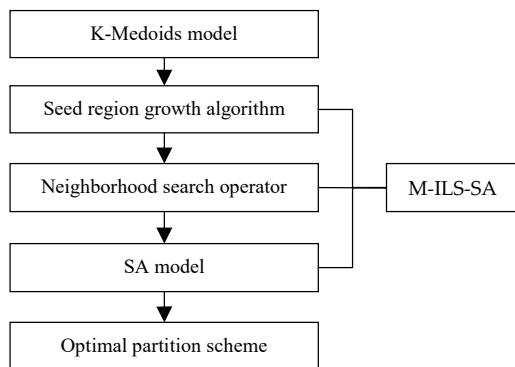 K-Medoids model
Seed region growth algorithm
Neighborhood search operator
M-ILS-SA
SA model
Optimal partition scheme